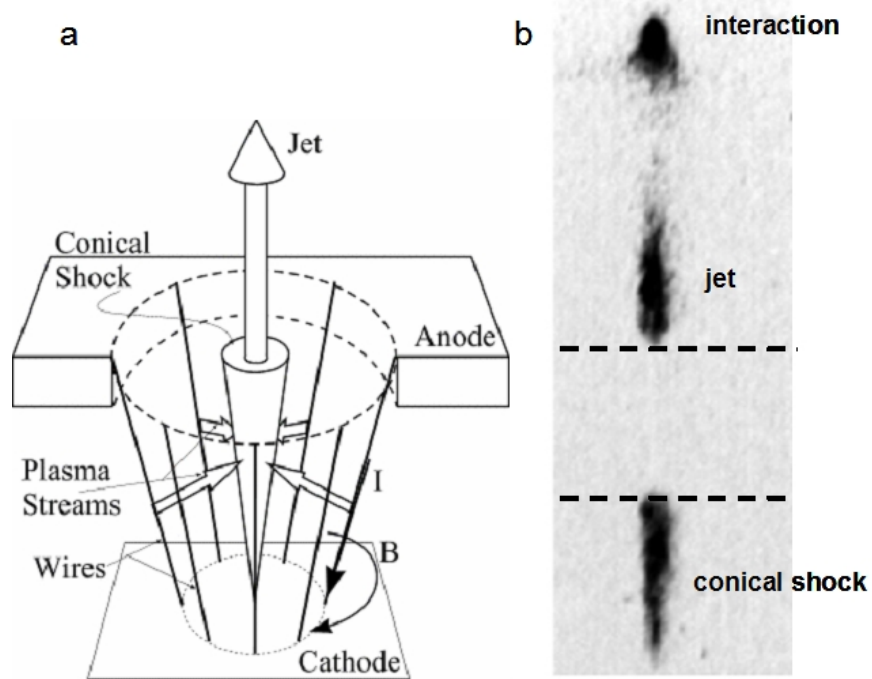 a
Jet
Conical
Shock
Anode
Plasma
Streams
I
Wires
B
Cathode
b
interaction
jet
conical shock